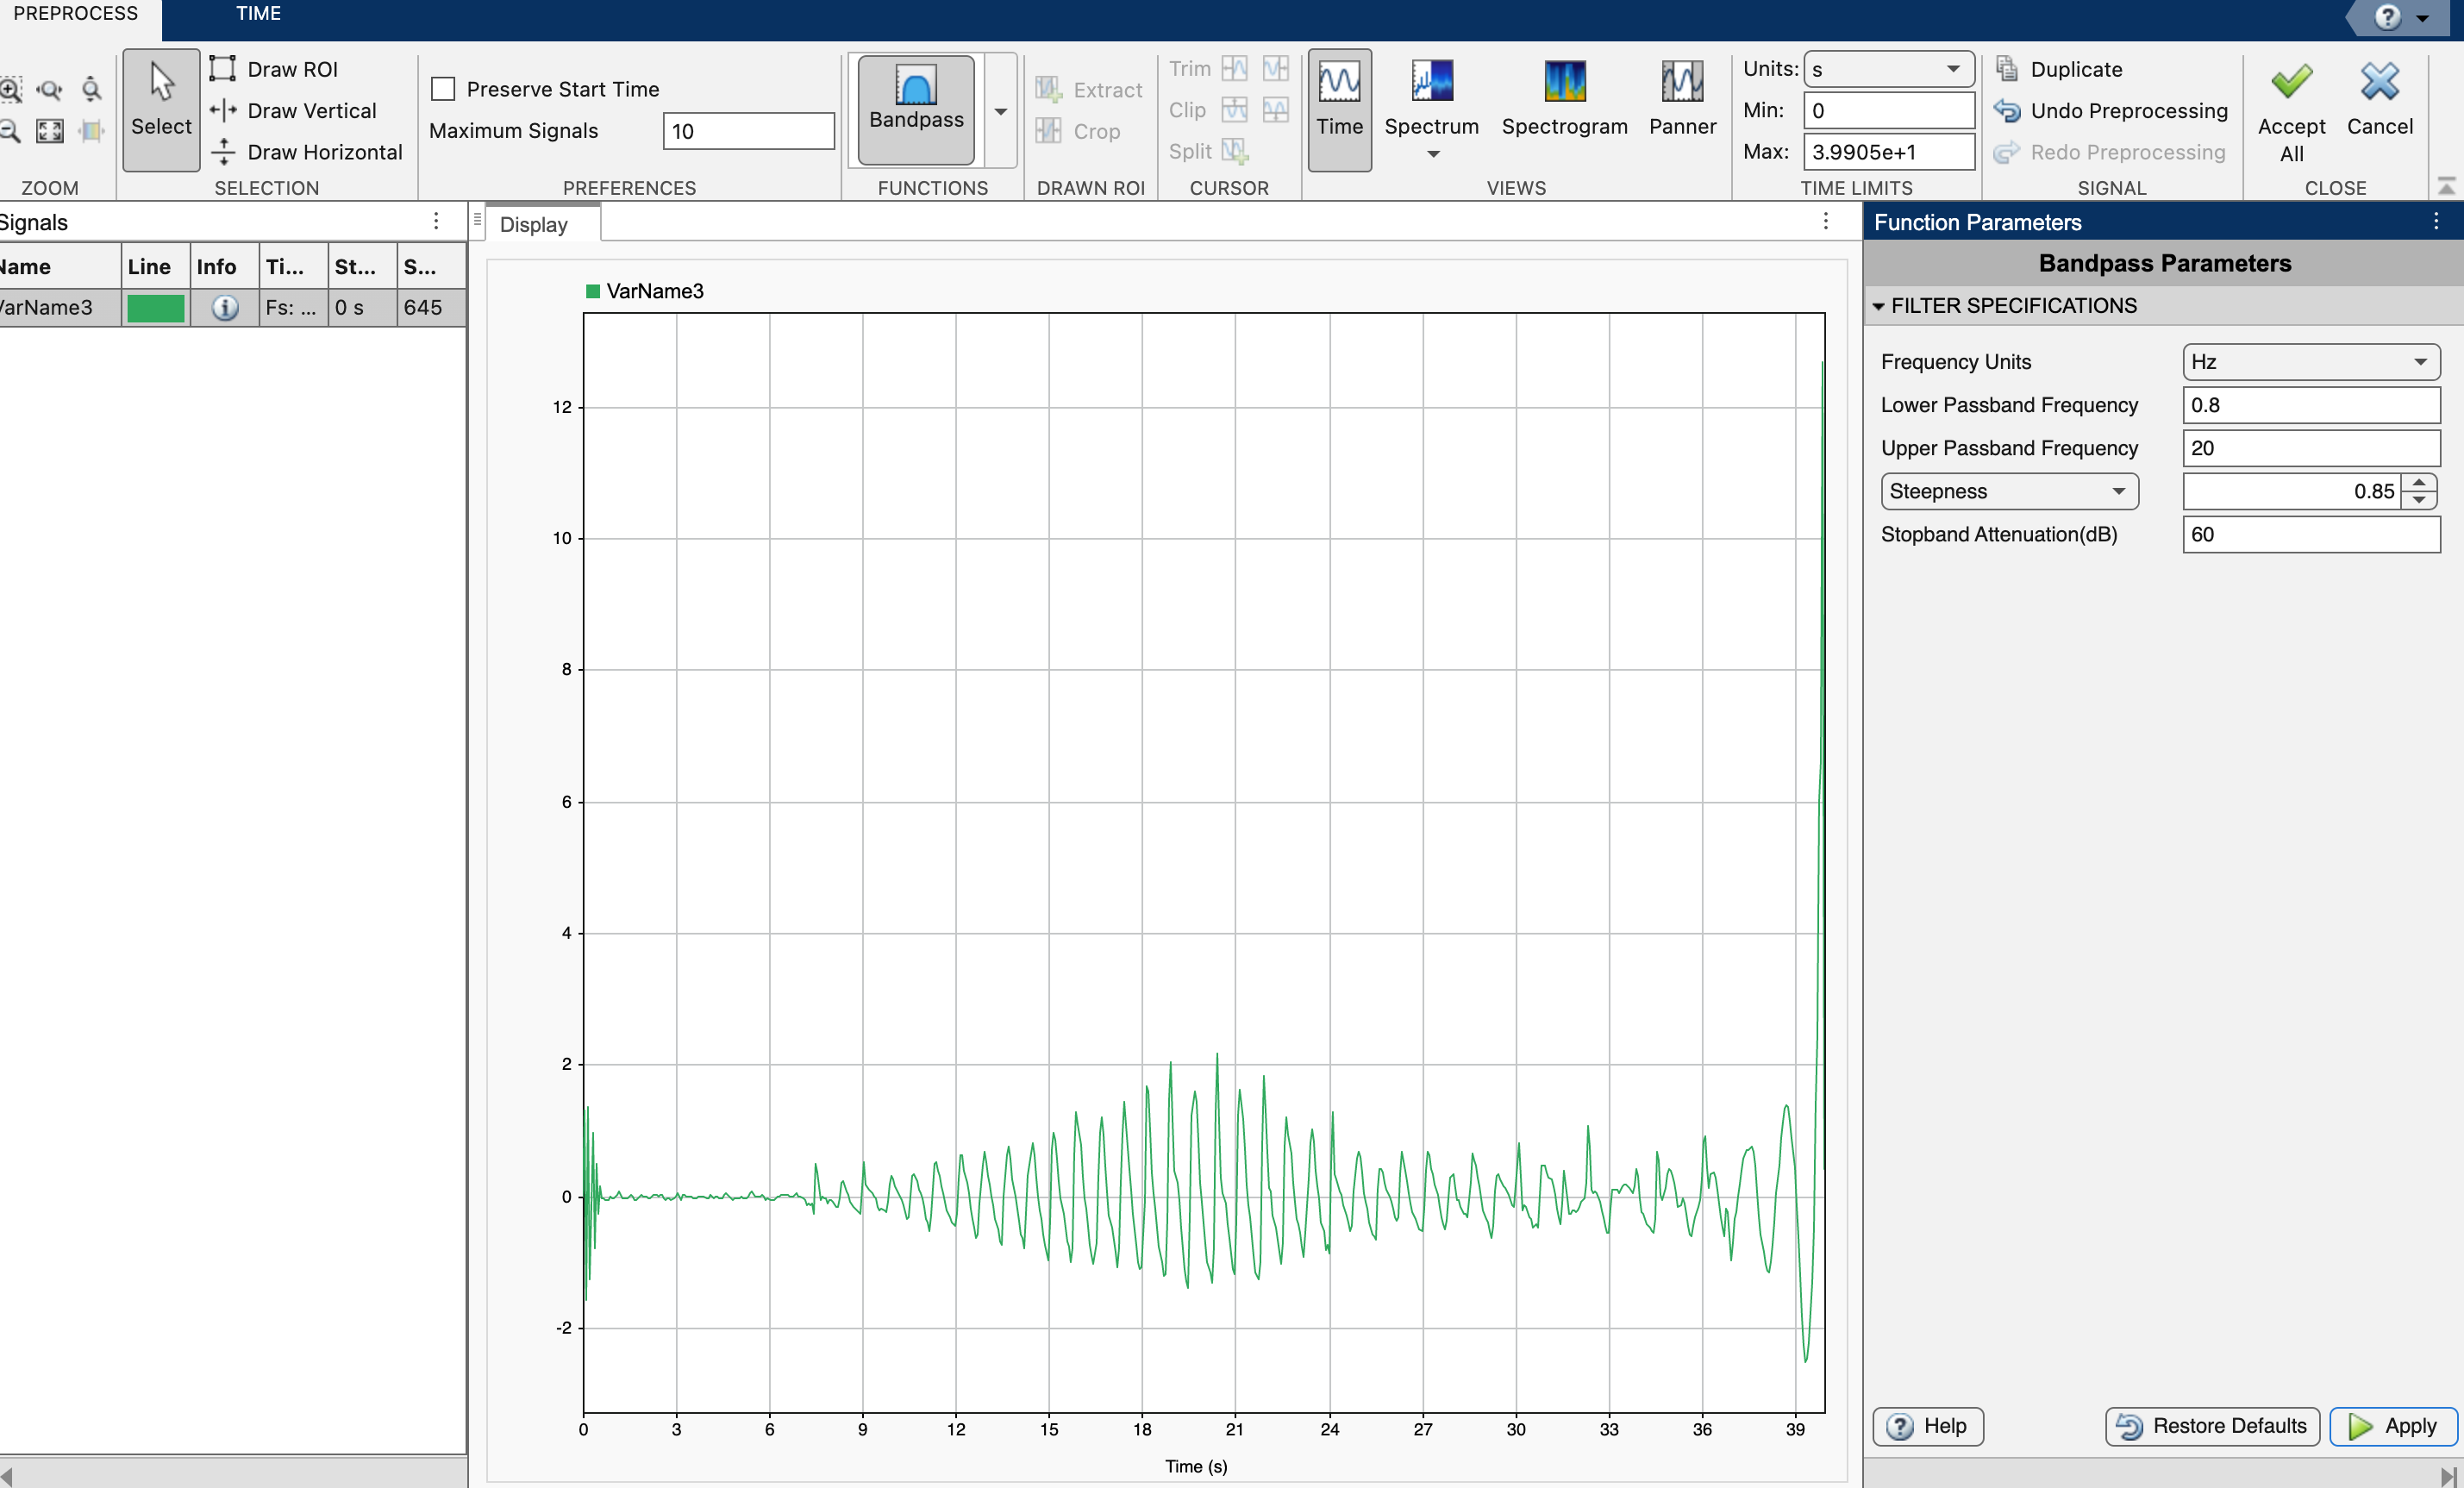 PREPROCESS TIME
Select
Draw ROI
Draw Vertical
Draw Horizontal
Preserve Start Time
Maximum Signals 10
Bandpass
Extract
Crop
Trim
Clip
Split
Time Spectrum Spectrogram Panner
Units: s
Min: 0
Max: 3.9905e+1
Duplicate
Undo Preprocessing
Redo Preprocessing
Accept All
Cancel
ZOOM SELECTION PREFERENCES FUNCTIONS DRAWN ROI CURSOR VIEWS TIME LIMITS SIGNAL CLOSE
Signals
Name Line Info Ti... St... S...
VarName3 Fs: ... 0 s 645
Display
VarName3
12
10
8
6
4
2
0
-2
0 3 6 9 12 15 18 21 24 27 30 33 36 39
Time (s)
Function Parameters
Bandpass Parameters
FILTER SPECIFICATIONS
Frequency Units Hz
Lower Passband Frequency 0.8
Upper Passband Frequency 20
Steepness 0.85
Stopband Attenuation(dB) 60
Help Restore Defaults Apply